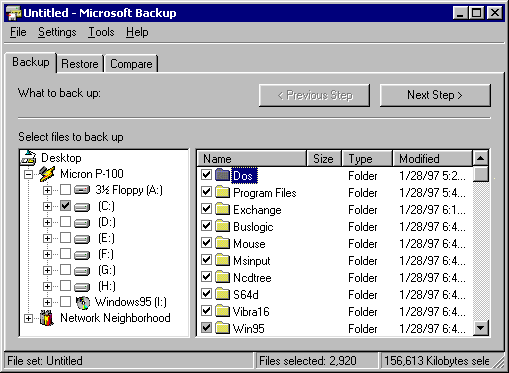 Untitled - Microsoft Backup
File Settings Tools Help
Backup Restore Compare
What to back up: < Previous Step Next Step >
Select files to back up
Desktop
Micron P-100
3½ Floppy (A:)
(C:)
(D:)
(E:)
(F:)
(G:)
(H:)
Windows95 (I:)
Network Neighborhood
Name Size Type Modified
Dos Folder 1/28/97 5:2...
Program Files Folder 1/28/97 5:4...
Exchange Folder 1/28/97 6:1...
Buslogic Folder 1/28/97 6:4...
Mouse Folder 1/28/97 6:4...
Msinput Folder 1/28/97 6:4...
Ncdtree Folder 1/28/97 6:4...
S64d Folder 1/28/97 6:4...
Vibra16 Folder 1/28/97 6:4...
Win95 Folder 1/28/97 6:4...
File set: Untitled Files selected: 2,920 156,613 Kilobytes sele